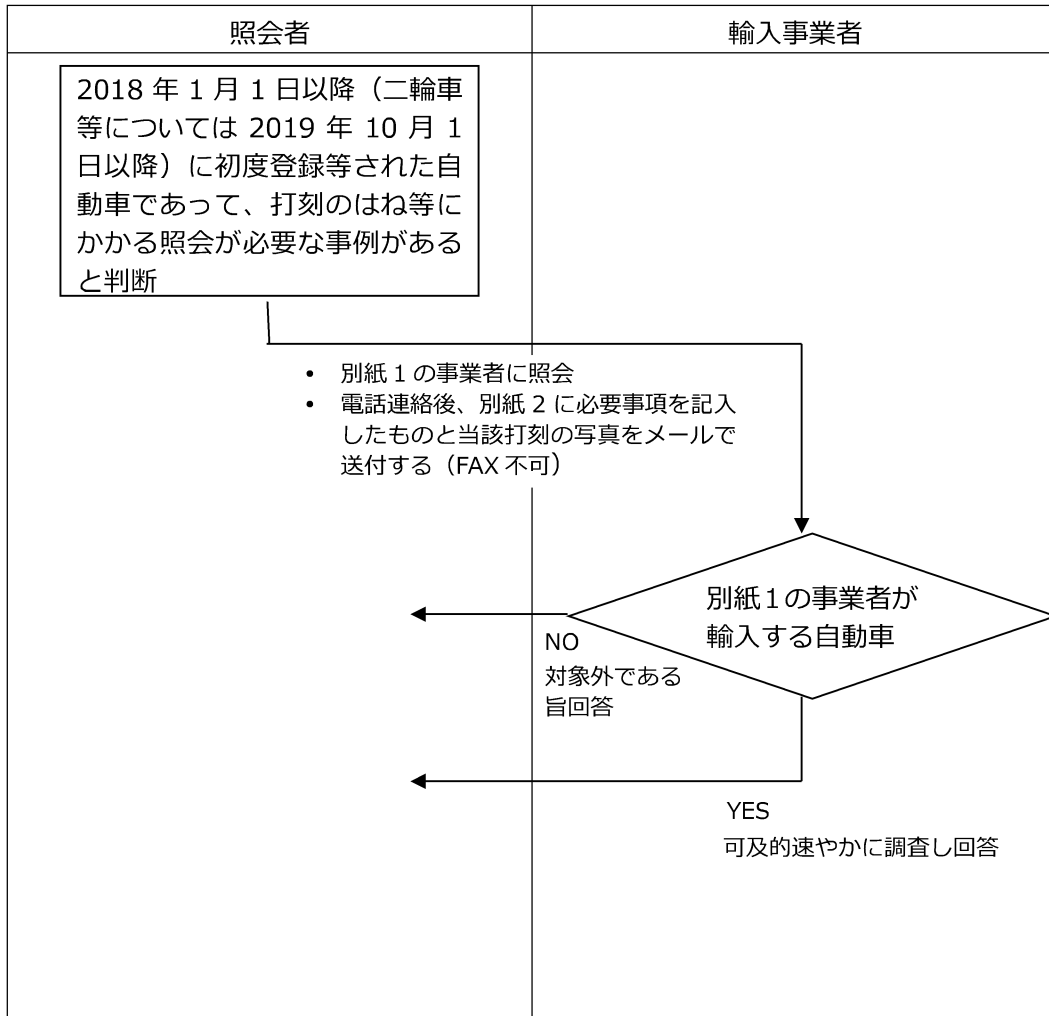 照会者
輸入事業者
2018 年 1 月 1 日以降（二輪車
等については 2019 年 10 月 1
日以降）に初度登録等された自
動車であって、打刻のはね等に
かかる照会が必要な事例がある
と判断
• 別紙 1 の事業者に照会
• 電話連絡後、別紙 2 に必要事項を記入
したものと当該打刻の写真をメールで
送付する（FAX 不可）
別紙１の事業者が
輸入する自動車
NO
対象外である
旨回答
YES
可及的速やかに調査し回答